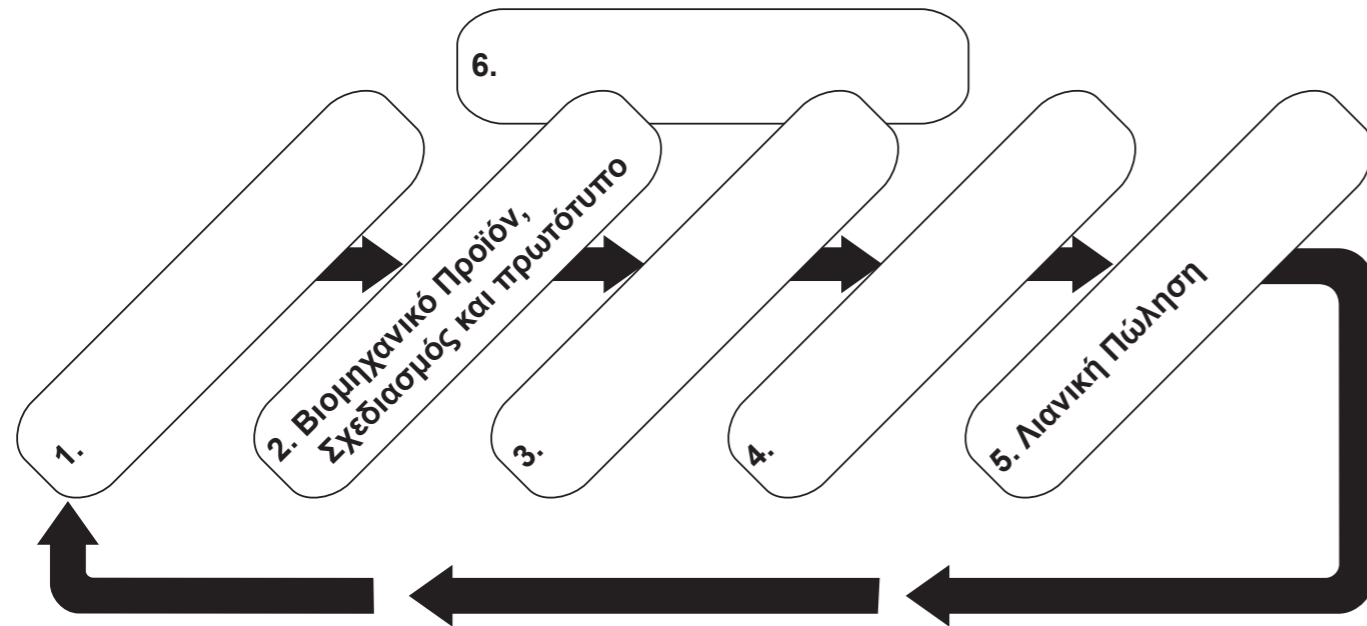 6.
1.
2. Βιομηχανικό Προϊόν,
Σχεδιασμός και πρωτότυπο
3.
4.
5. Λιανική Πώληση